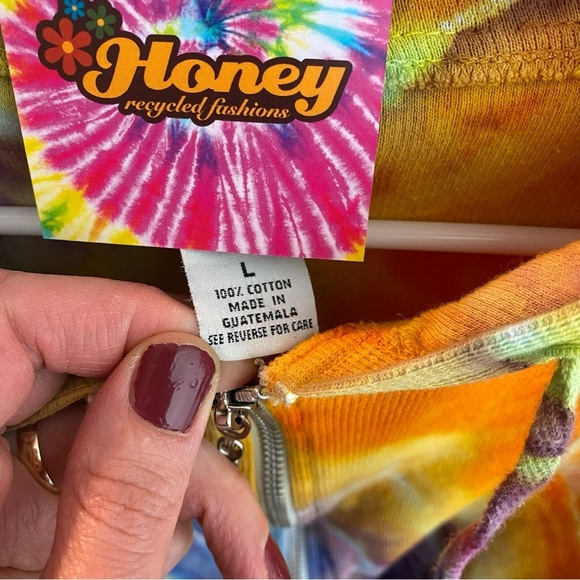 Honey
recycled fashions
L
100% COTTON
MADE IN
GUATEMALA
SEE REVERSE FOR CARE